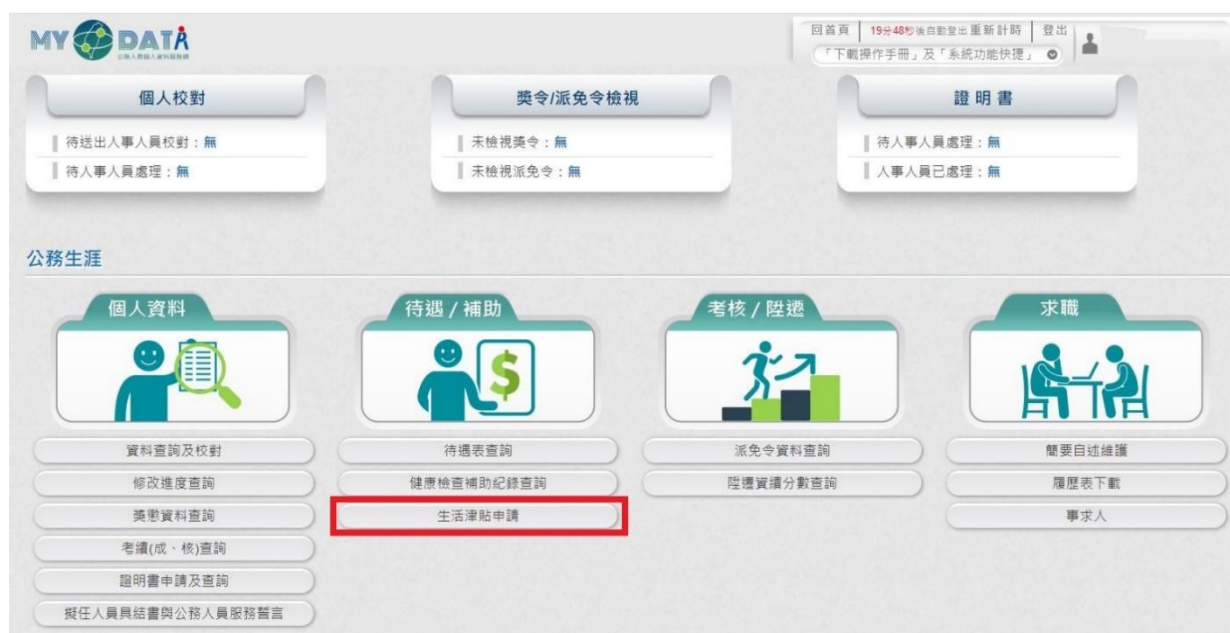 MY DATA
公務人員個人資料服務網
回首頁 19分48秒後自動登出 重新計時 登出
「下載操作手冊」及「系統功能快捷」
個人校對
待送出人事人員校對：無
待人事人員處理：無
獎令/派免令檢視
未檢視獎令：無
未檢視派免令：無
證明書
待人事人員處理：無
人事人員已處理：無
公務生涯
個人資料
資料查詢及校對
修改進度查詢
獎懲資料查詢
考績(成、核)查詢
證明書申請及查詢
擬任人員具結書與公務人員服務誓言
待遇/補助
$
待遇表查詢
健康檢查補助紀錄查詢
生活津貼申請
考核/陞遷
派免令資料查詢
陞遷資績分數查詢
求職
簡要自述維護
履歷表下載
事求人